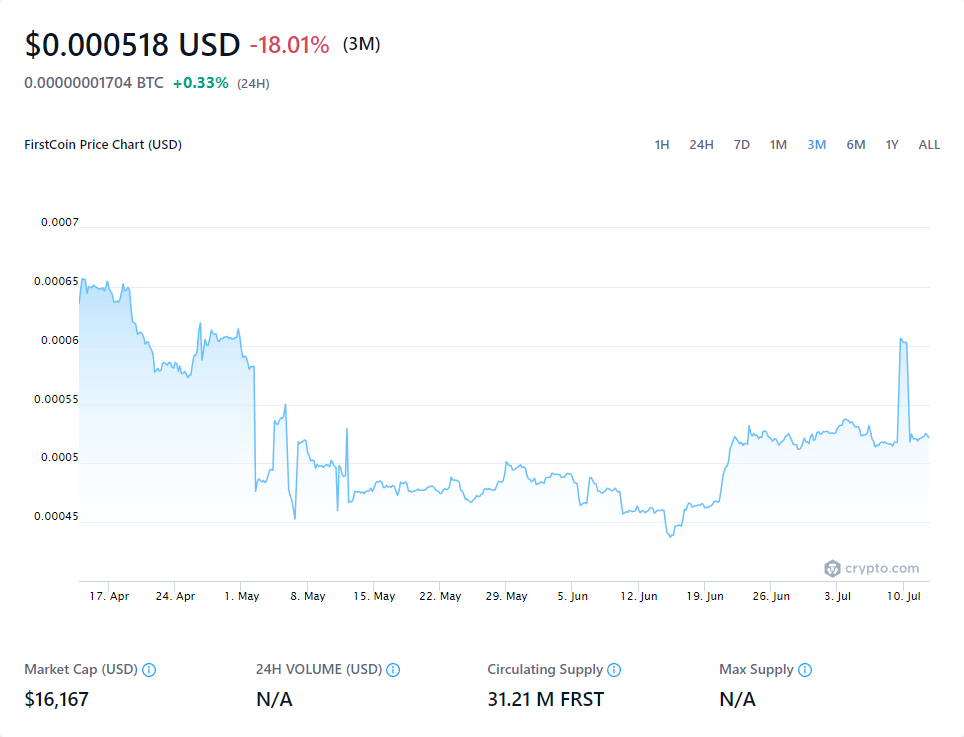 $0.000518 USD -18.01% (3M)
0.00000001704 BTC +0.33% (24H)
FirstCoin Price Chart (USD)
1H 24H 7D 1M 3M 6M 1Y ALL
0.0007
0.00065
0.0006
0.00055
0.0005
0.00045
crypto.com
17. Apr 24. Apr 1. May 8. May 15. May 22. May 29. May 5. Jun 12. Jun 19. Jun 26. Jun 3. Jul 10. Jul
Market Cap (USD) 24H VOLUME (USD) Circulating Supply Max Supply
$16,167 N/A 31.21 M FRST N/A